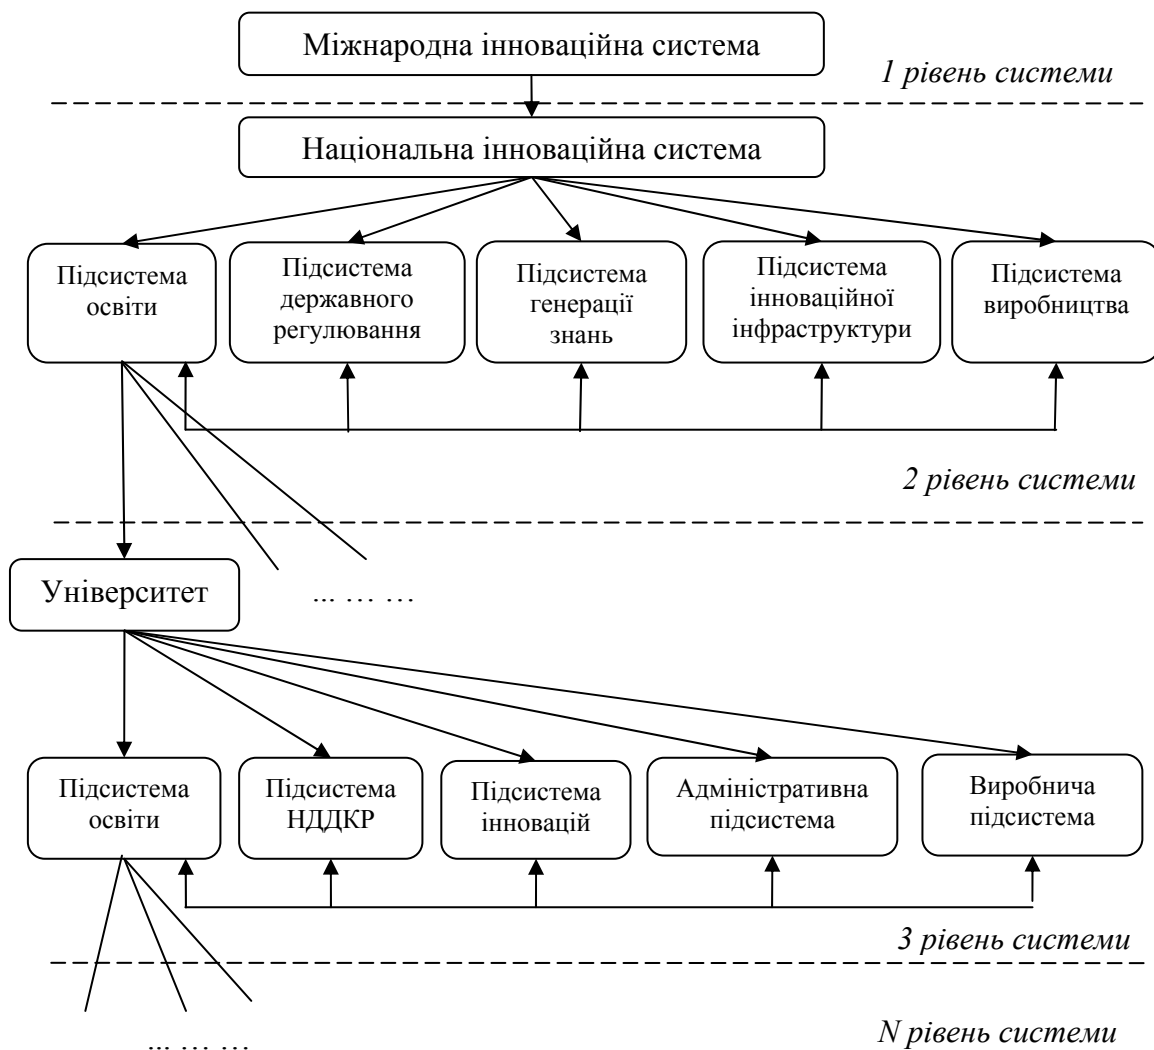 Міжнародна інноваційна система
1 рівень системи
Національна інноваційна система
Підсистема
освіти
Підсистема
державного
регулювання
Підсистема
генерації
знань
Підсистема
інноваційної
інфраструктури
Підсистема
виробництва
2 рівень системи
Університет
... … …
Підсистема
освіти
Підсистема
НДДКР
Підсистема
інновацій
Адміністративна
підсистема
Виробнича
підсистема
3 рівень системи
N рівень системи
... … …